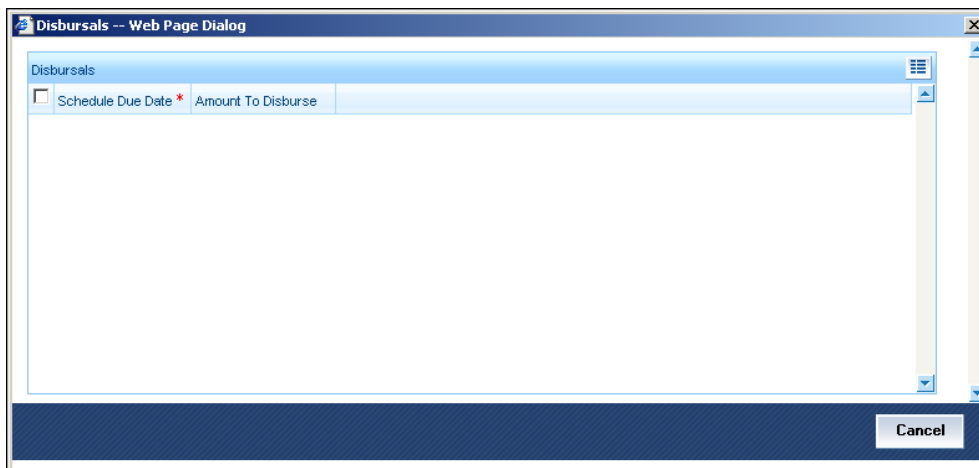 Disbursals -- Web Page Dialog
Disbursals
Schedule Due Date * Amount To Disburse
Cancel